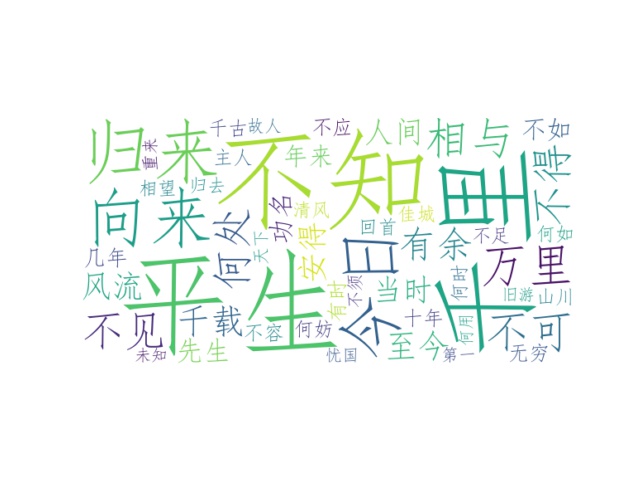 归来
千古
故人
不应
人间
相与
不如
重来
主人
年来
不知
千里
不得
相望
归去
清风
佳城
向来
何处
功名
安得
天下
回首
有余
不足
何如
几年
风流
平生
今日
有时
不须
当时
何时
万里
旧游
山川
不见
千载
不容
何妨
十年
何用
不可
未知
先生
忧国
至今
第一
无穷